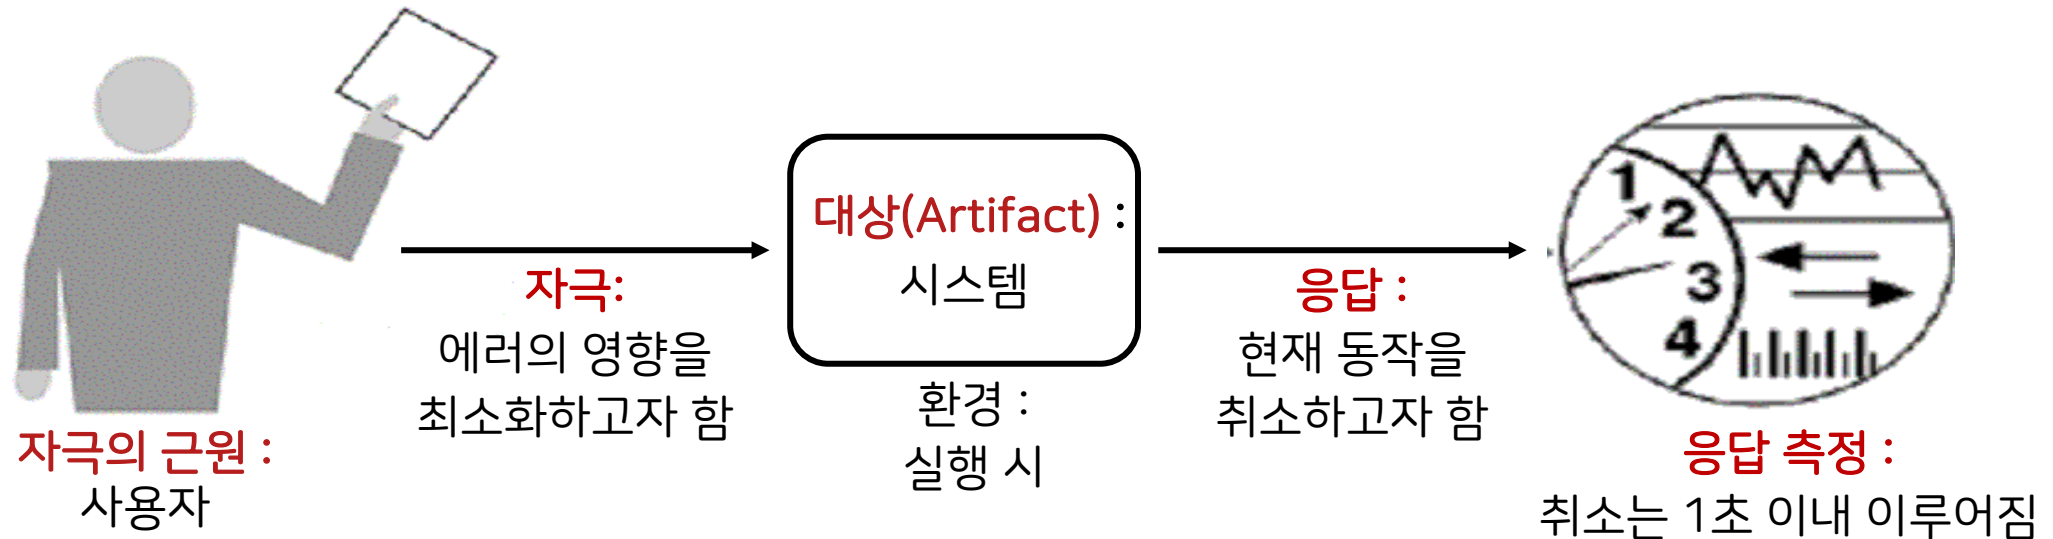 자극의 근원 :
사용자
자극:
에러의 영향을
최소화하고자 함
대상(Artifact) :
시스템
환경 :
실행 시
응답 :
현재 동작을
취소하고자 함
1
2
3
4
응답 측정 :
취소는 1초 이내 이루어짐